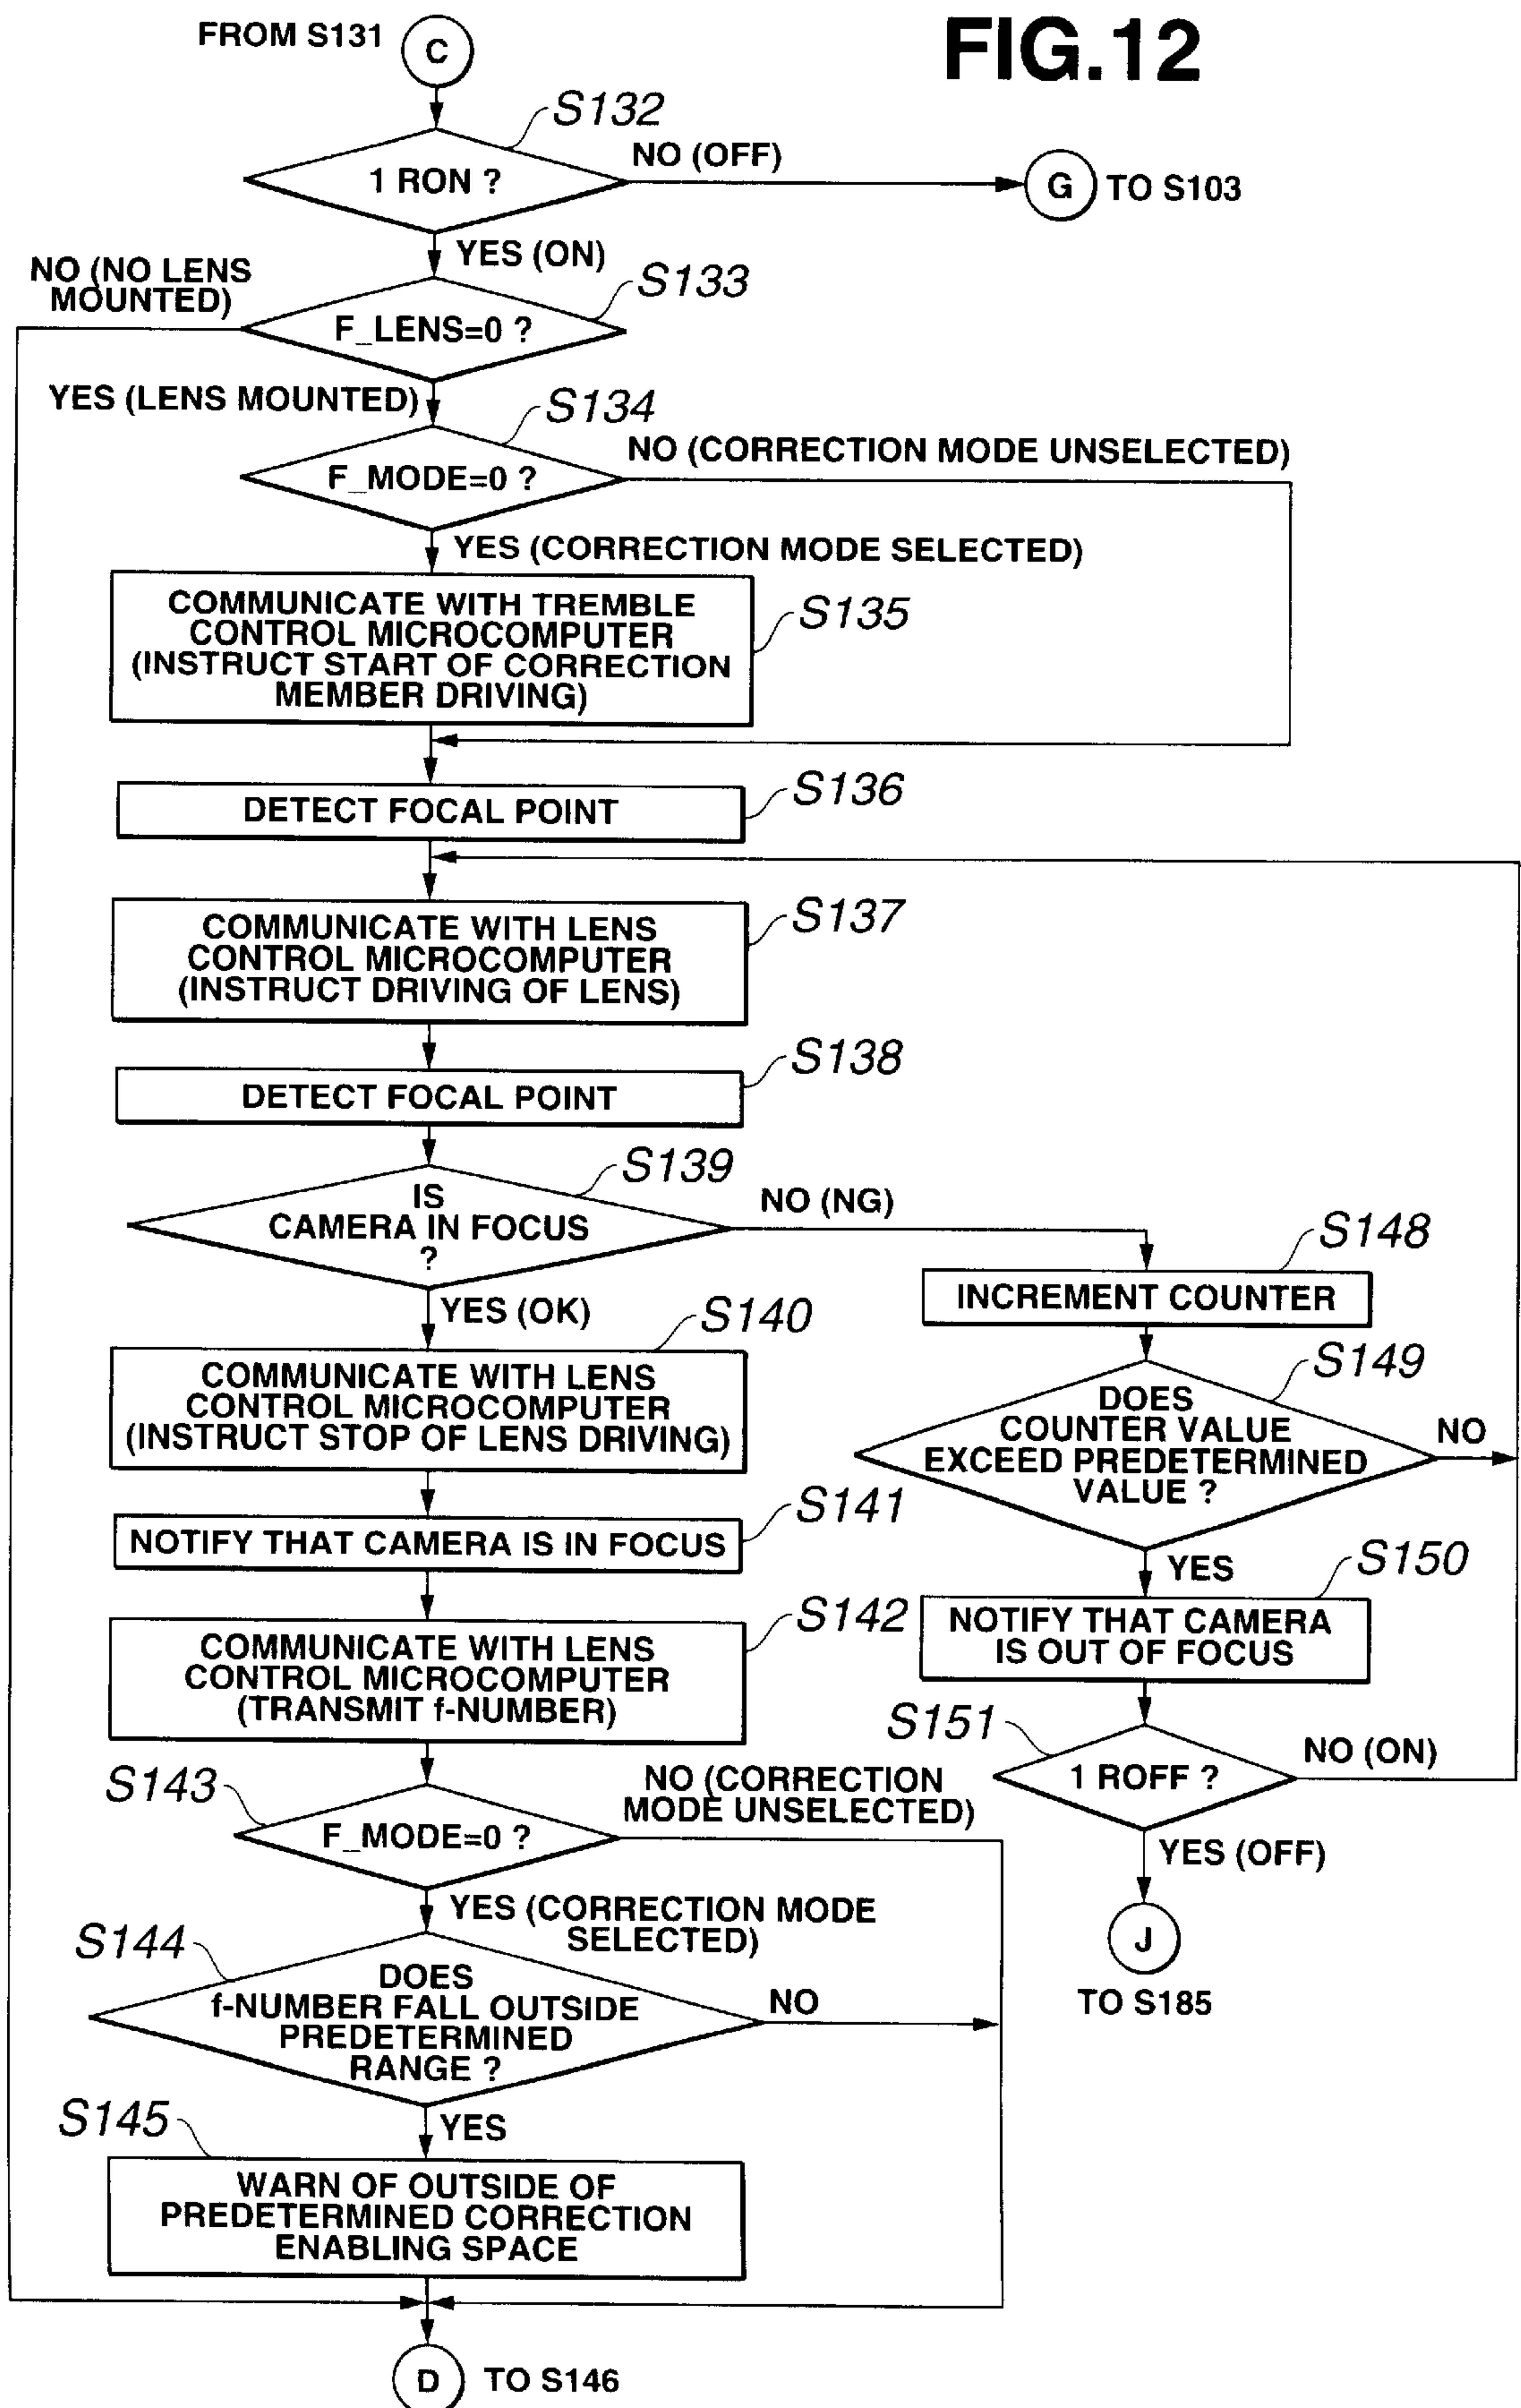 FIG.12
FROM S131
C
S132
1 RON ?
NO (OFF)
G
TO S103
YES (ON)
NO (NO LENS
MOUNTED)
S133
F_LENS=0 ?
YES (LENS MOUNTED)
S134
F_MODE=0 ?
NO (CORRECTION MODE UNSELECTED)
YES (CORRECTION MODE SELECTED)
COMMUNICATE WITH TREMBLE
CONTROL MICROCOMPUTER
(INSTRUCT START OF CORRECTION
MEMBER DRIVING)
S135
S136
DETECT FOCAL POINT
S137
COMMUNICATE WITH LENS
CONTROL MICROCOMPUTER
(INSTRUCT DRIVING OF LENS)
S138
DETECT FOCAL POINT
S139
IS
CAMERA IN FOCUS
?
NO (NG)
YES (OK)
S140
COMMUNICATE WITH LENS
CONTROL MICROCOMPUTER
(INSTRUCT STOP OF LENS DRIVING)
S141
NOTIFY THAT CAMERA IS IN FOCUS
S142
COMMUNICATE WITH LENS
CONTROL MICROCOMPUTER
(TRANSMIT f-NUMBER)
S143
F_MODE=0 ?
NO (CORRECTION
MODE UNSELECTED)
YES (CORRECTION MODE
SELECTED)
S144
DOES
f-NUMBER FALL OUTSIDE
PREDETERMINED
RANGE ?
NO
YES
S145
WARN OF OUTSIDE OF
PREDETERMINED CORRECTION
ENABLING SPACE
D
TO S146
S148
INCREMENT COUNTER
S149
DOES
COUNTER VALUE
EXCEED PREDETERMINED
VALUE ?
NO
YES
S150
NOTIFY THAT CAMERA
IS OUT OF FOCUS
S151
1 ROFF ?
NO (ON)
YES (OFF)
J
TO S185